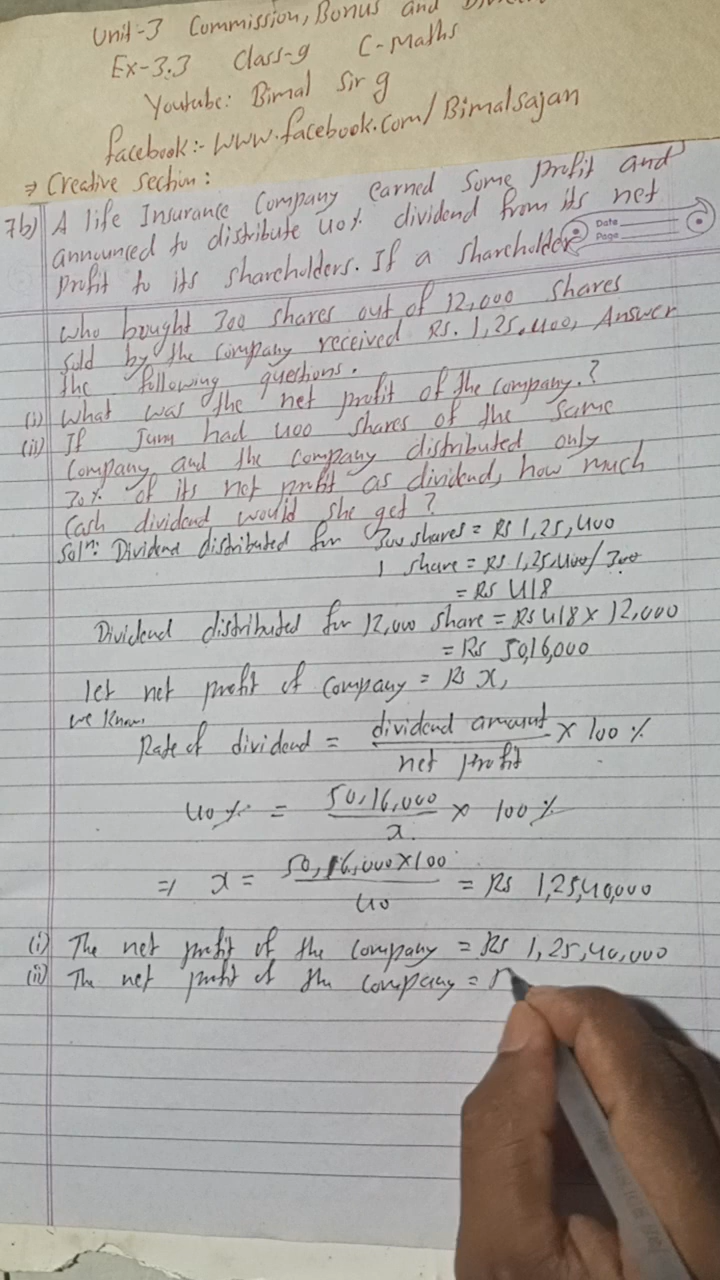 Unit-3 Commission, Bonus and
Ex-3.3 Class-9 C-Maths
Youtube: Bimal Sir g
facebook:- www.facebook.com/Bimalsajan
⇒ Creative section:
7b) A life Insurance Company earned some profit and
announced to distribute 40% dividend from its net
Date
Page
profit to its shareholders. If a shareholder
who bought 300 shares out of 12,000 shares
sold by the company received Rs. 1,25,400, Answer
the following questions.
(i) What was the net profit of the company.?
(ii) If had 400 shares of the same
Company and the company distributed only
30% of its net profit as dividend, how much
Cash dividend would she get?
Solⁿ: Dividend distributed for 300 shares = Rs 1,25,400
1 share = Rs 1,25,400/300
= Rs 418
Dividend distributed for 12,000 share = Rs 418 × 12,000
= Rs 50,16,000
let net profit of company = Rs x,
we know,
Rate of dividend = dividend amount / net profit × 100%
40% = 50,16,000 / x × 100%
⇒ x = 50,16,000×100 / 40 = Rs 1,25,40,000
(i) The net profit of the company = Rs 1,25,40,000
(ii) The net profit of the company =